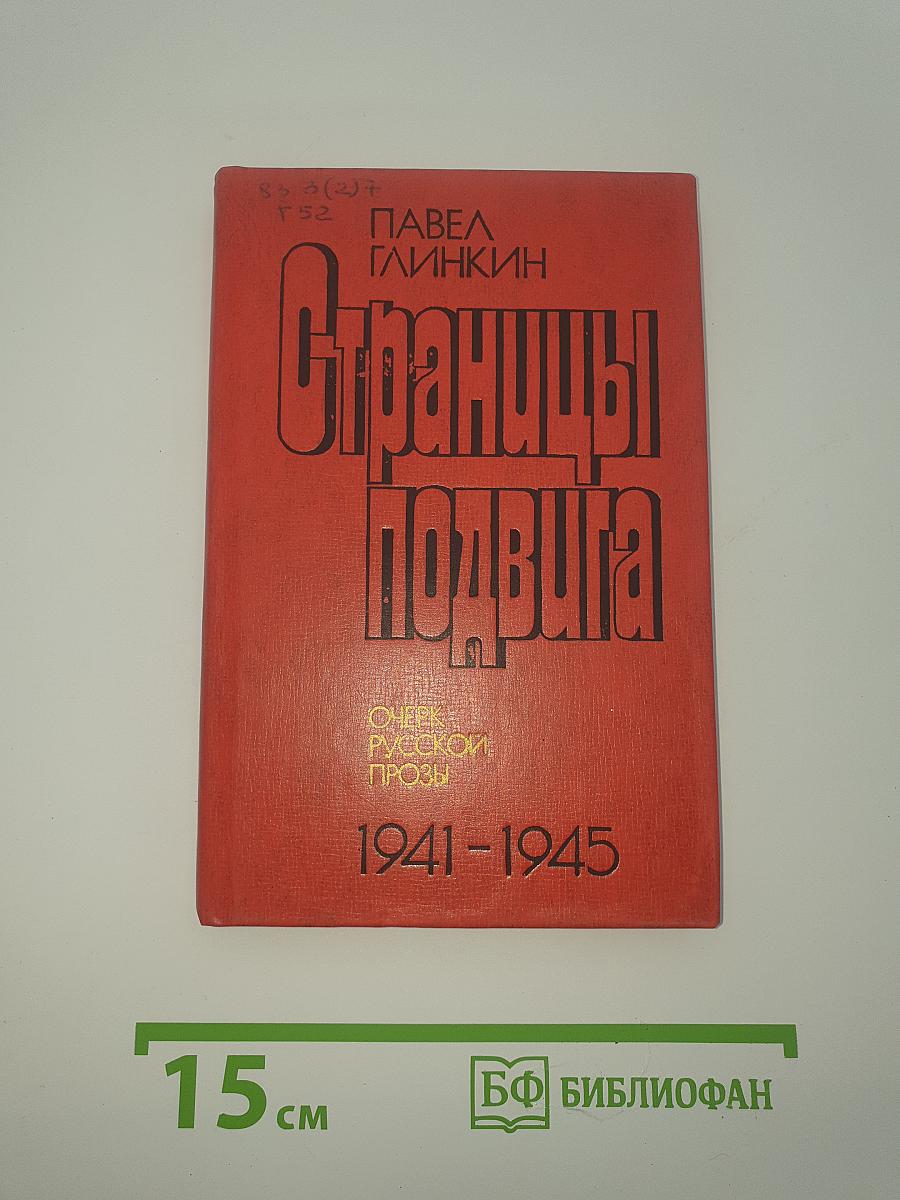 83 3(2)7
Г52
ПАВЕЛ
ГЛИНКИН
Страницы
подвига
ОЧЕРК
РУССКОЙ
ПРОЗЫ
1941-1945
15 см
БФ БИБЛИОФАН